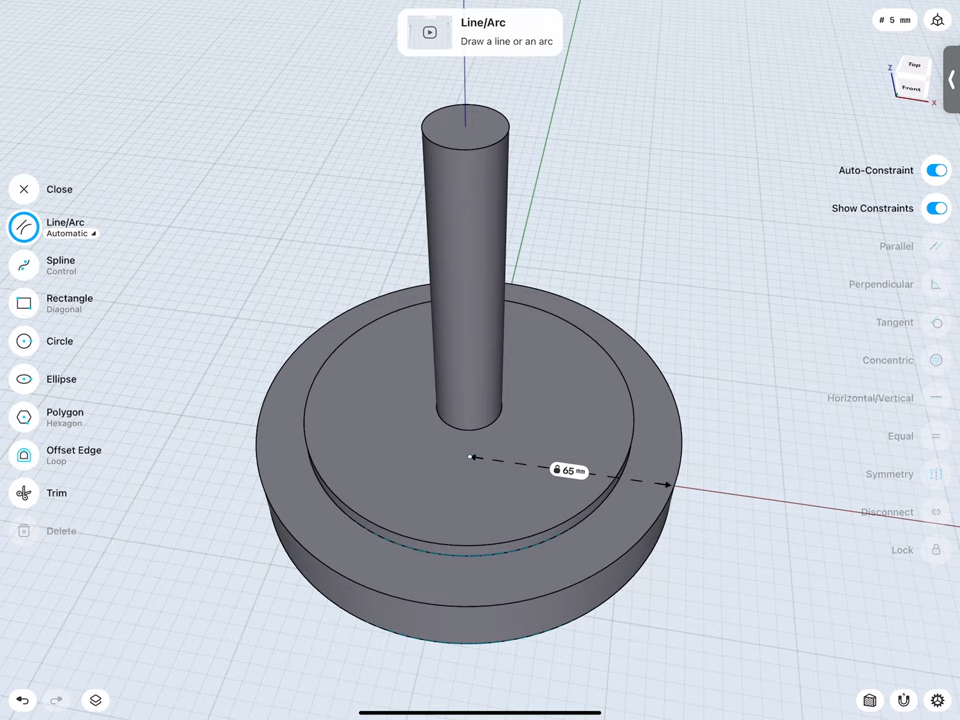 Line/Arc
Draw a line or an arc
# 5 mm
Top
Front
Z
X
Close
Line/Arc
Automatic
Spline
Control
Rectangle
Diagonal
Circle
Ellipse
Polygon
Hexagon
Offset Edge
Loop
Trim
Delete
65 mm
Auto-Constraint
Show Constraints
Parallel
Perpendicular
Tangent
Concentric
Horizontal/Vertical
Equal
Symmetry
Disconnect
Lock